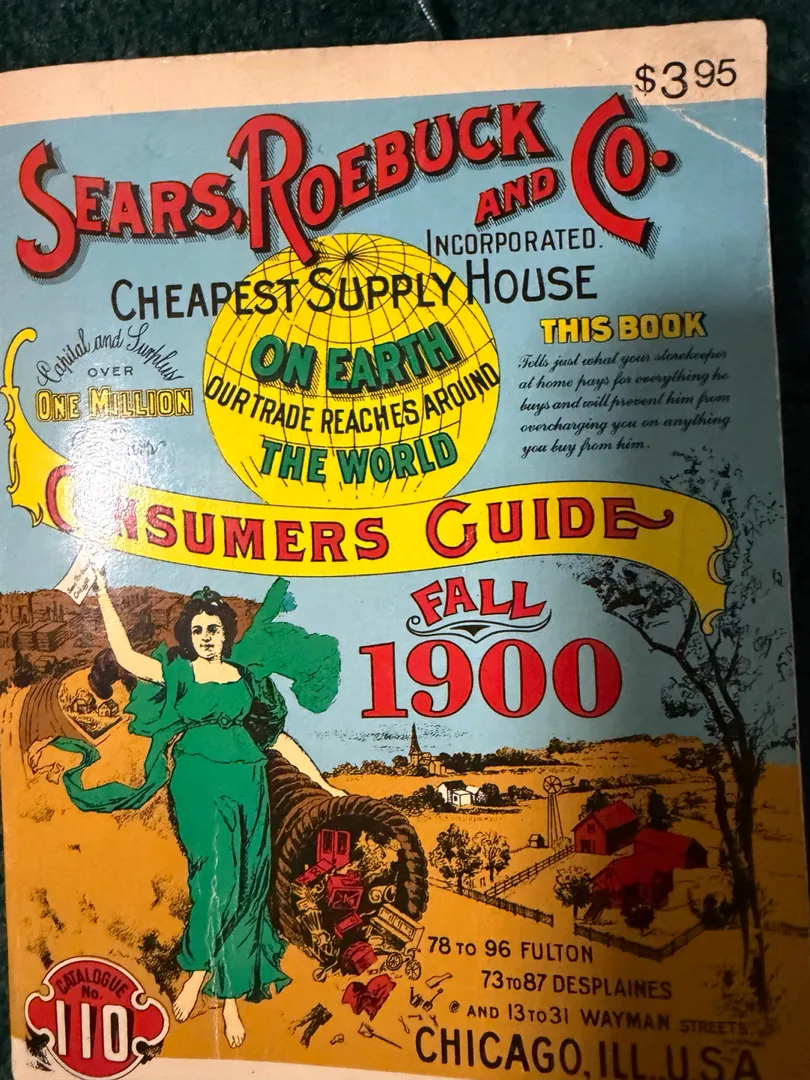 $3 95
SEARS, ROEBUCK AND CO.
INCORPORATED.
CHEAPEST SUPPLY HOUSE
ON EARTH
OUR TRADE REACHES AROUND
THE WORLD
Capital and Surplus
OVER
ONE MILLION
THIS BOOK
Tells just what your storekeeper
at home pays for everything he
buys and will prevent him from
overcharging you on anything
you buy from him.
CONSUMERS GUIDE
FALL
1900
78 TO 96 FULTON
73 TO 87 DESPLAINES
AND 13 TO 31 WAYMAN STREETS
CHICAGO, ILL., U.S.A
CATALOGUE
No.
110